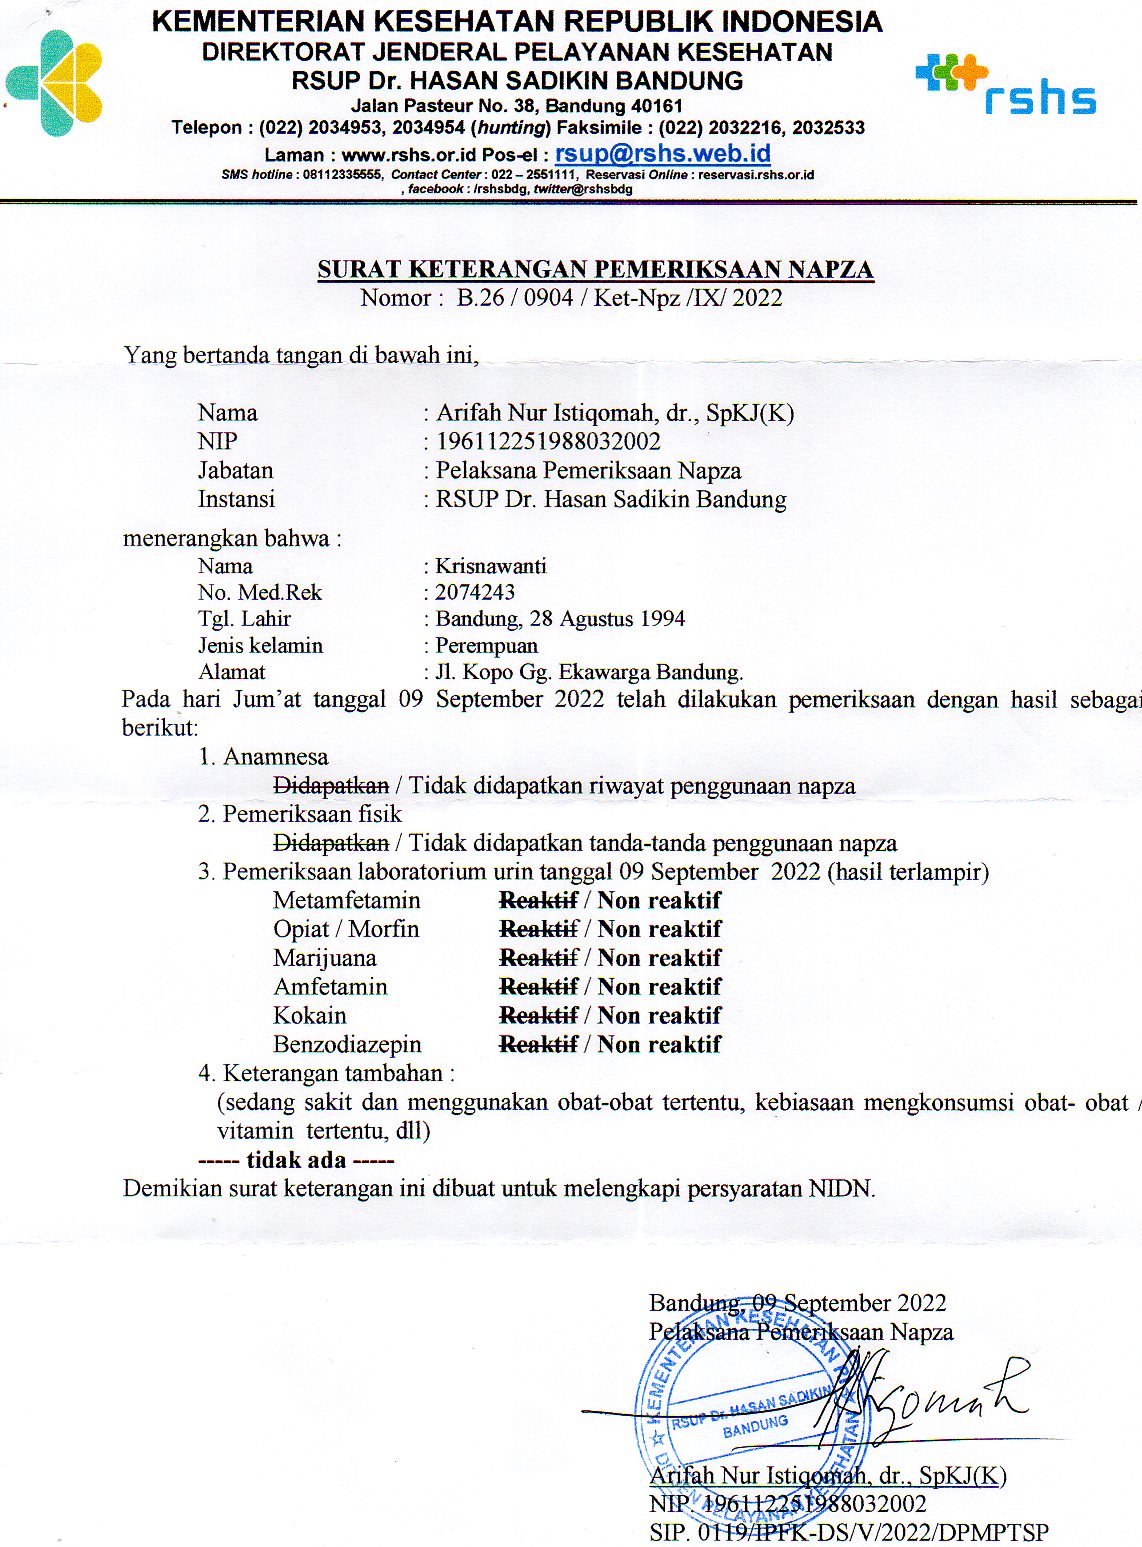 KEMENTERIAN KESEHATAN REPUBLIK INDONESIA
DIREKTORAT JENDERAL PELAYANAN KESEHATAN
RSUP Dr. HASAN SADIKIN BANDUNG
Jalan Pasteur No. 38, Bandung 40161
Telepon : (022) 2034953, 2034954 (hunting) Faksimile : (022) 2032216, 2032533
Laman : www.rshs.or.id Pos-el : rsup@rshs.web.id
SMS hotline : 08112335555, Contact Center : 022 – 2551111, Reservasi Online : reservasi.rshs.or.id
, facebook : /rshsbdg, twitter@rshsbdg
rshs
SURAT KETERANGAN PEMERIKSAAN NAPZA
Nomor : B.26 / 0904 / Ket-Npz /IX/ 2022
Yang bertanda tangan di bawah ini,
Nama : Arifah Nur Istiqomah, dr., SpKJ(K)
NIP : 196112251988032002
Jabatan : Pelaksana Pemeriksaan Napza
Instansi : RSUP Dr. Hasan Sadikin Bandung
menerangkan bahwa :
Nama : Krisnawanti
No. Med.Rek : 2074243
Tgl. Lahir : Bandung, 28 Agustus 1994
Jenis kelamin : Perempuan
Alamat : Jl. Kopo Gg. Ekawarga Bandung.
Pada hari Jum’at tanggal 09 September 2022 telah dilakukan pemeriksaan dengan hasil sebagai
berikut:
1. Anamnesa
Didapatkan / Tidak didapatkan riwayat penggunaan napza
2. Pemeriksaan fisik
Didapatkan / Tidak didapatkan tanda-tanda penggunaan napza
3. Pemeriksaan laboratorium urin tanggal 09 September 2022 (hasil terlampir)
Metamfetamin Reaktif / Non reaktif
Opiat / Morfin Reaktif / Non reaktif
Marijuana Reaktif / Non reaktif
Amfetamin Reaktif / Non reaktif
Kokain Reaktif / Non reaktif
Benzodiazepin Reaktif / Non reaktif
4. Keterangan tambahan :
(sedang sakit dan menggunakan obat-obat tertentu, kebiasaan mengkonsumsi obat- obat /
vitamin tertentu, dll)
----- tidak ada -----
Demikian surat keterangan ini dibuat untuk melengkapi persyaratan NIDN.
Bandung, 09 September 2022
Pelaksana Pemeriksaan Napza
KEMENTERIAN KESEHATAN RI
RSUP Dr. HASAN SADIKIN
BANDUNG
DITJEN PELAYANAN KESEHATAN
Arifah Nur Istiqomah, dr., SpKJ(K)
NIP. 196112251988032002
SIP. 0119/IPFK-DS/V/2022/DPMPTSP